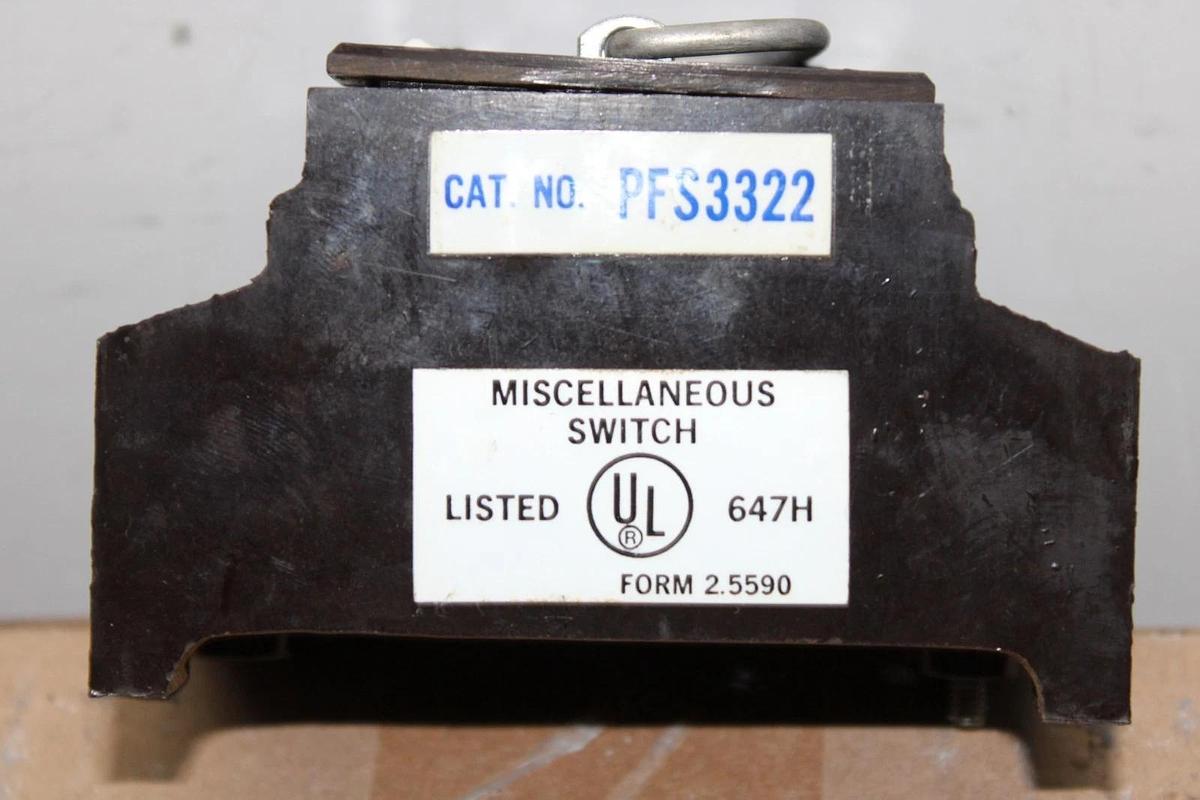 CAT. NO. PFS3322
MISCELLANEOUS
SWITCH
LISTED UL ® 647H
FORM 2.5590